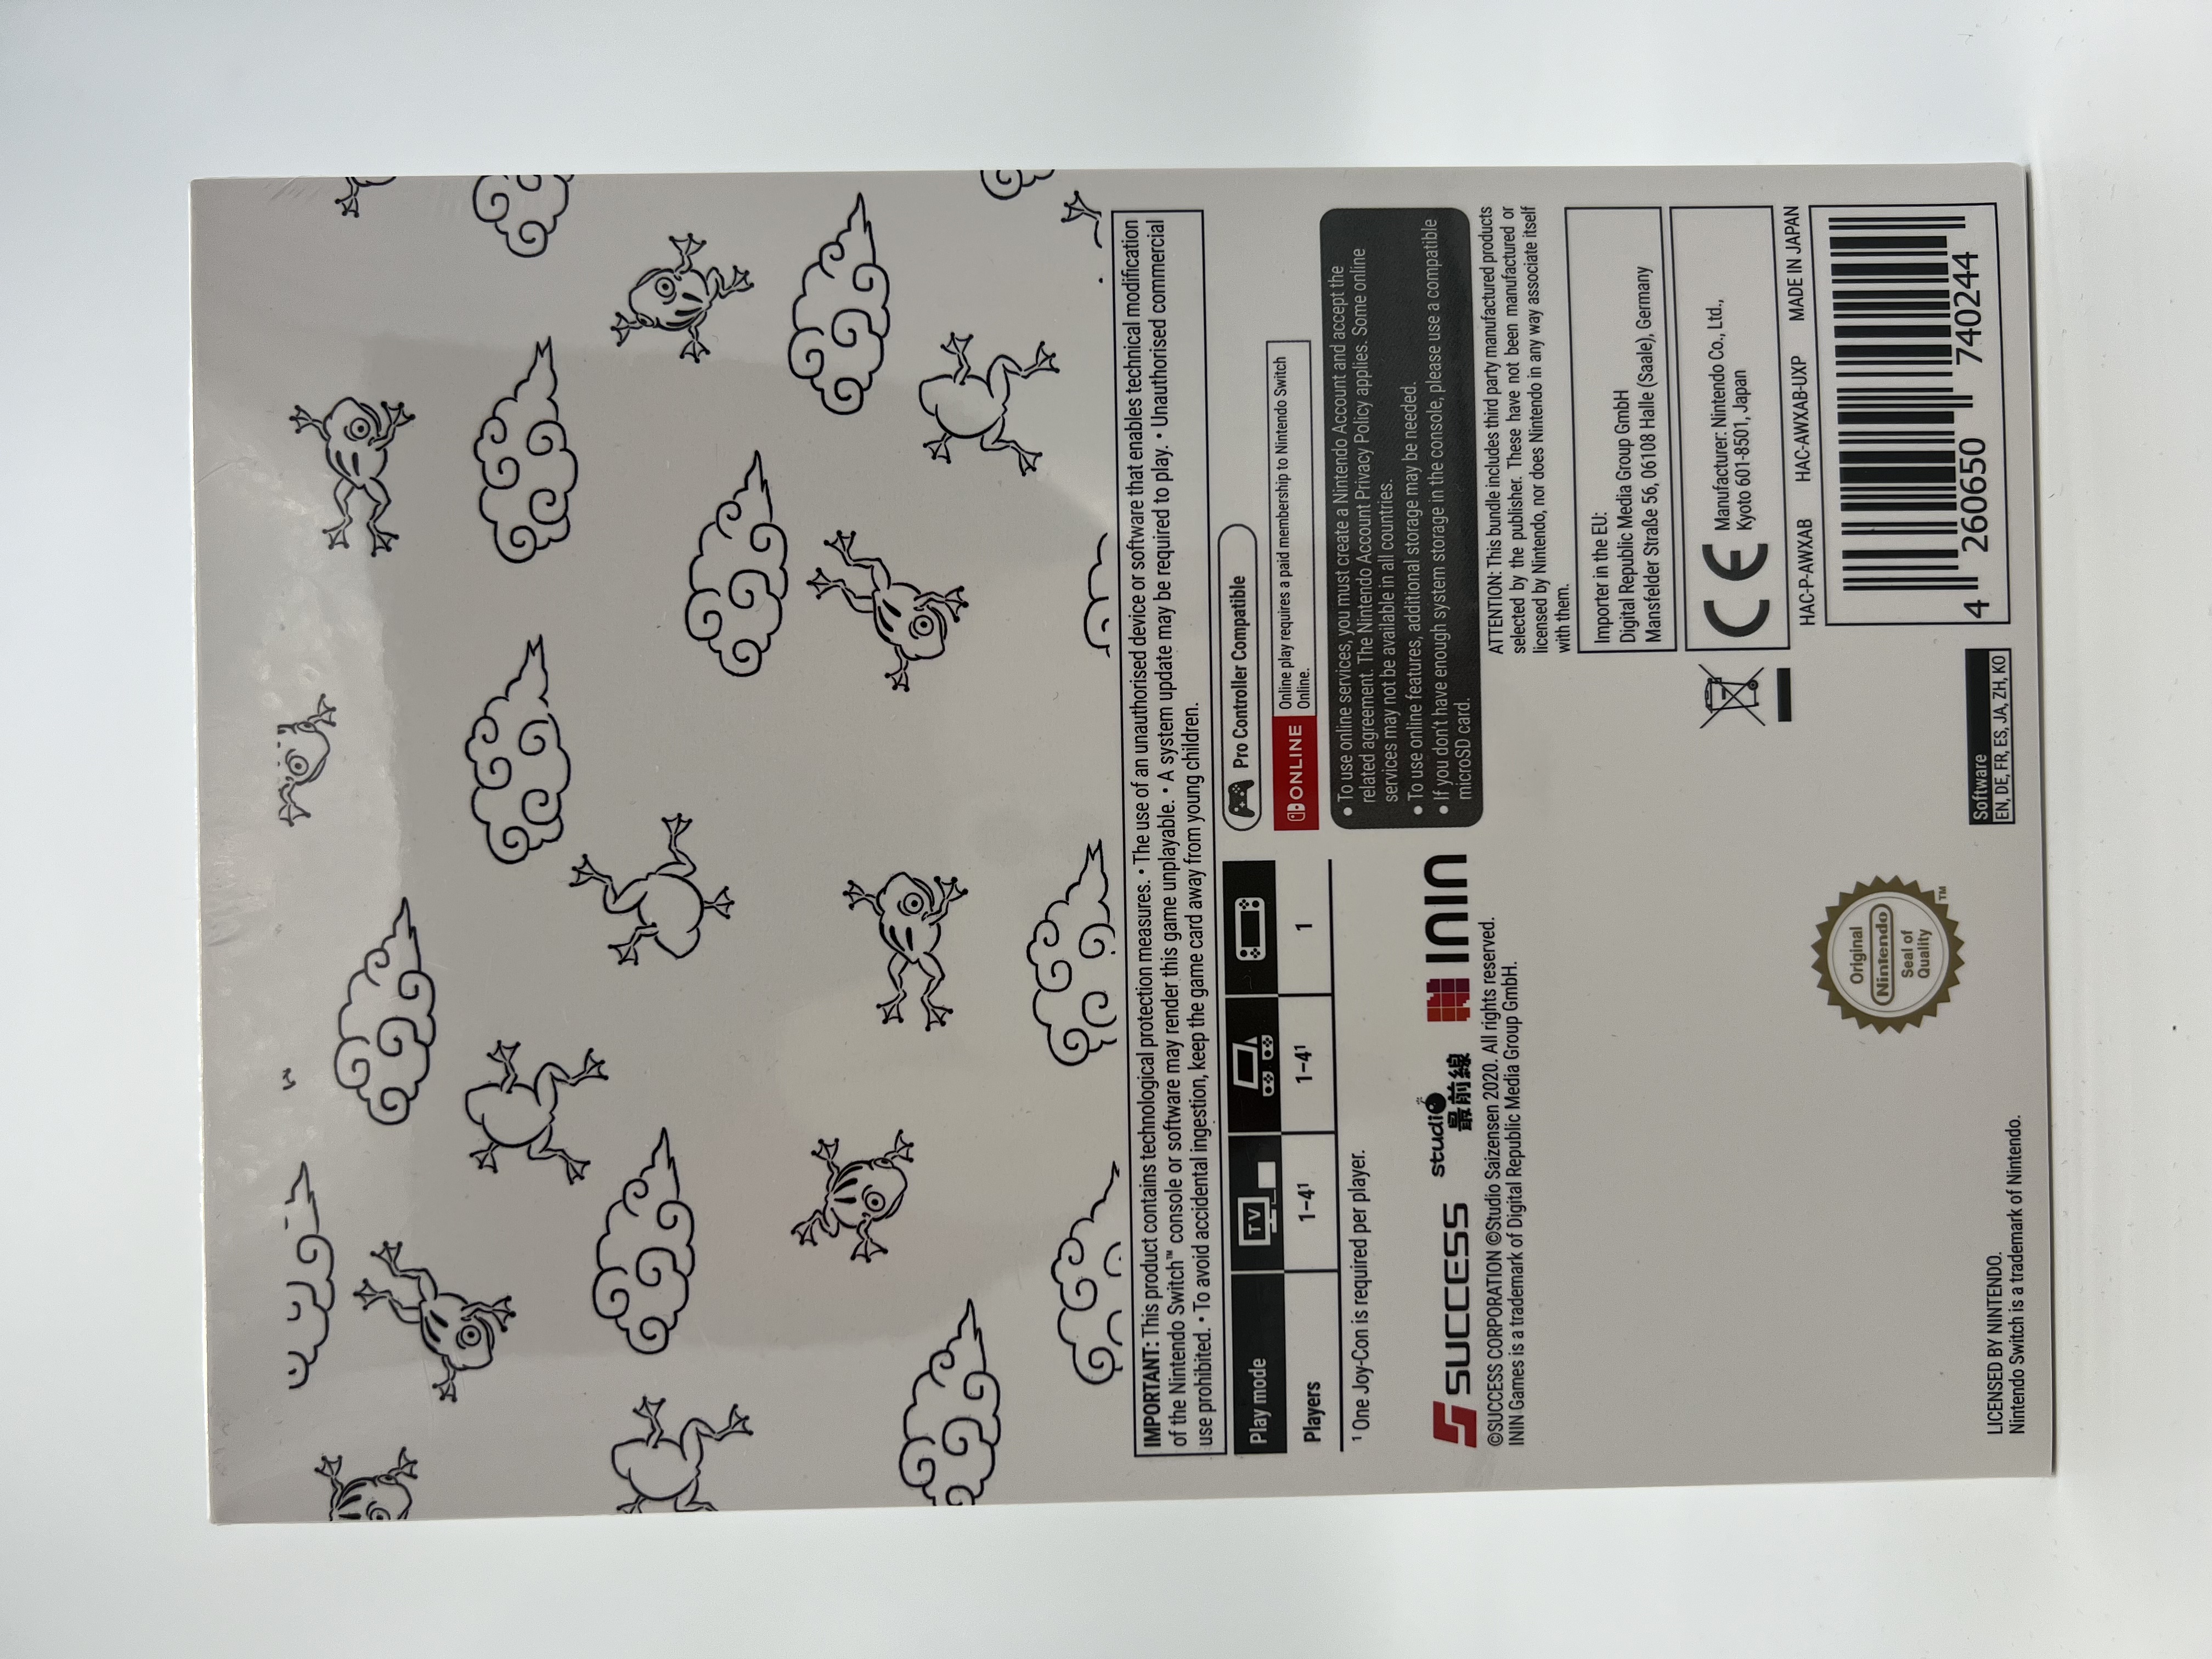 IMPORTANT: This product contains technological protection measures. • The use of an unauthorised device or software that enables technical modification
of the Nintendo Switch™ console or software may render this game unplayable. • A system update may be required to play. • Unauthorised commercial
use prohibited. • To avoid accidental ingestion, keep the game card away from young children.
Play mode TV
Players 1–4¹ 1–4¹ 1
¹ One Joy-Con is required per player.
Pro Controller Compatible
ONLINE
Online play requires a paid membership to Nintendo Switch
Online.
• To use online services, you must create a Nintendo Account and accept the
related agreement. The Nintendo Account Privacy Policy applies. Some online
services may not be available in all countries.
• To use online features, additional storage may be needed.
• If you don't have enough system storage in the console, please use a compatible
microSD card.
SUCCESS
studio
最前線
ININ
©SUCCESS CORPORATION ©Studio Saizensen 2020. All rights reserved.
ININ Games is a trademark of Digital Republic Media Group GmbH.
ATTENTION: This bundle includes third party manufactured products
selected by the publisher. These have not been manufactured or
licensed by Nintendo, nor does Nintendo in any way associate itself
with them.
Importer in the EU:
Digital Republic Media Group GmbH
Mansfelder Straße 56, 06108 Halle (Saale), Germany
CE
Manufacturer: Nintendo Co., Ltd.,
Kyoto 601-8501, Japan
HAC-P-AWXAB HAC-AWXAB-UXP MADE IN JAPAN
Original
Nintendo
Seal of
Quality
TM
LICENSED BY NINTENDO.
Nintendo Switch is a trademark of Nintendo.
Software
EN, DE, FR, ES, JA, ZH, KO
4 260650 740244